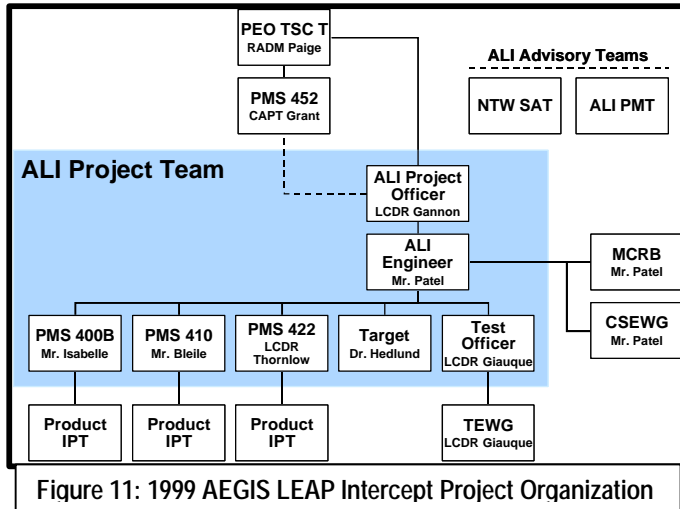 PEO TSC T
RADM Paige
ALI Advisory Teams
PMS 452
CAPT Grant
NTW SAT
ALI PMT
ALI Project Team
ALI Project
Officer
LCDR Gannon
ALI
Engineer
Mr. Patel
MCRB
Mr. Patel
CSEWG
Mr. Patel
PMS 400B
Mr. Isabelle
PMS 410
Mr. Bleile
PMS 422
LCDR
Thornlow
Target
Dr. Hedlund
Test
Officer
LCDR Giauque
Product
IPT
Product
IPT
Product
IPT
TEWG
LCDR Giauque
Figure 11: 1999 AEGIS LEAP Intercept Project Organization